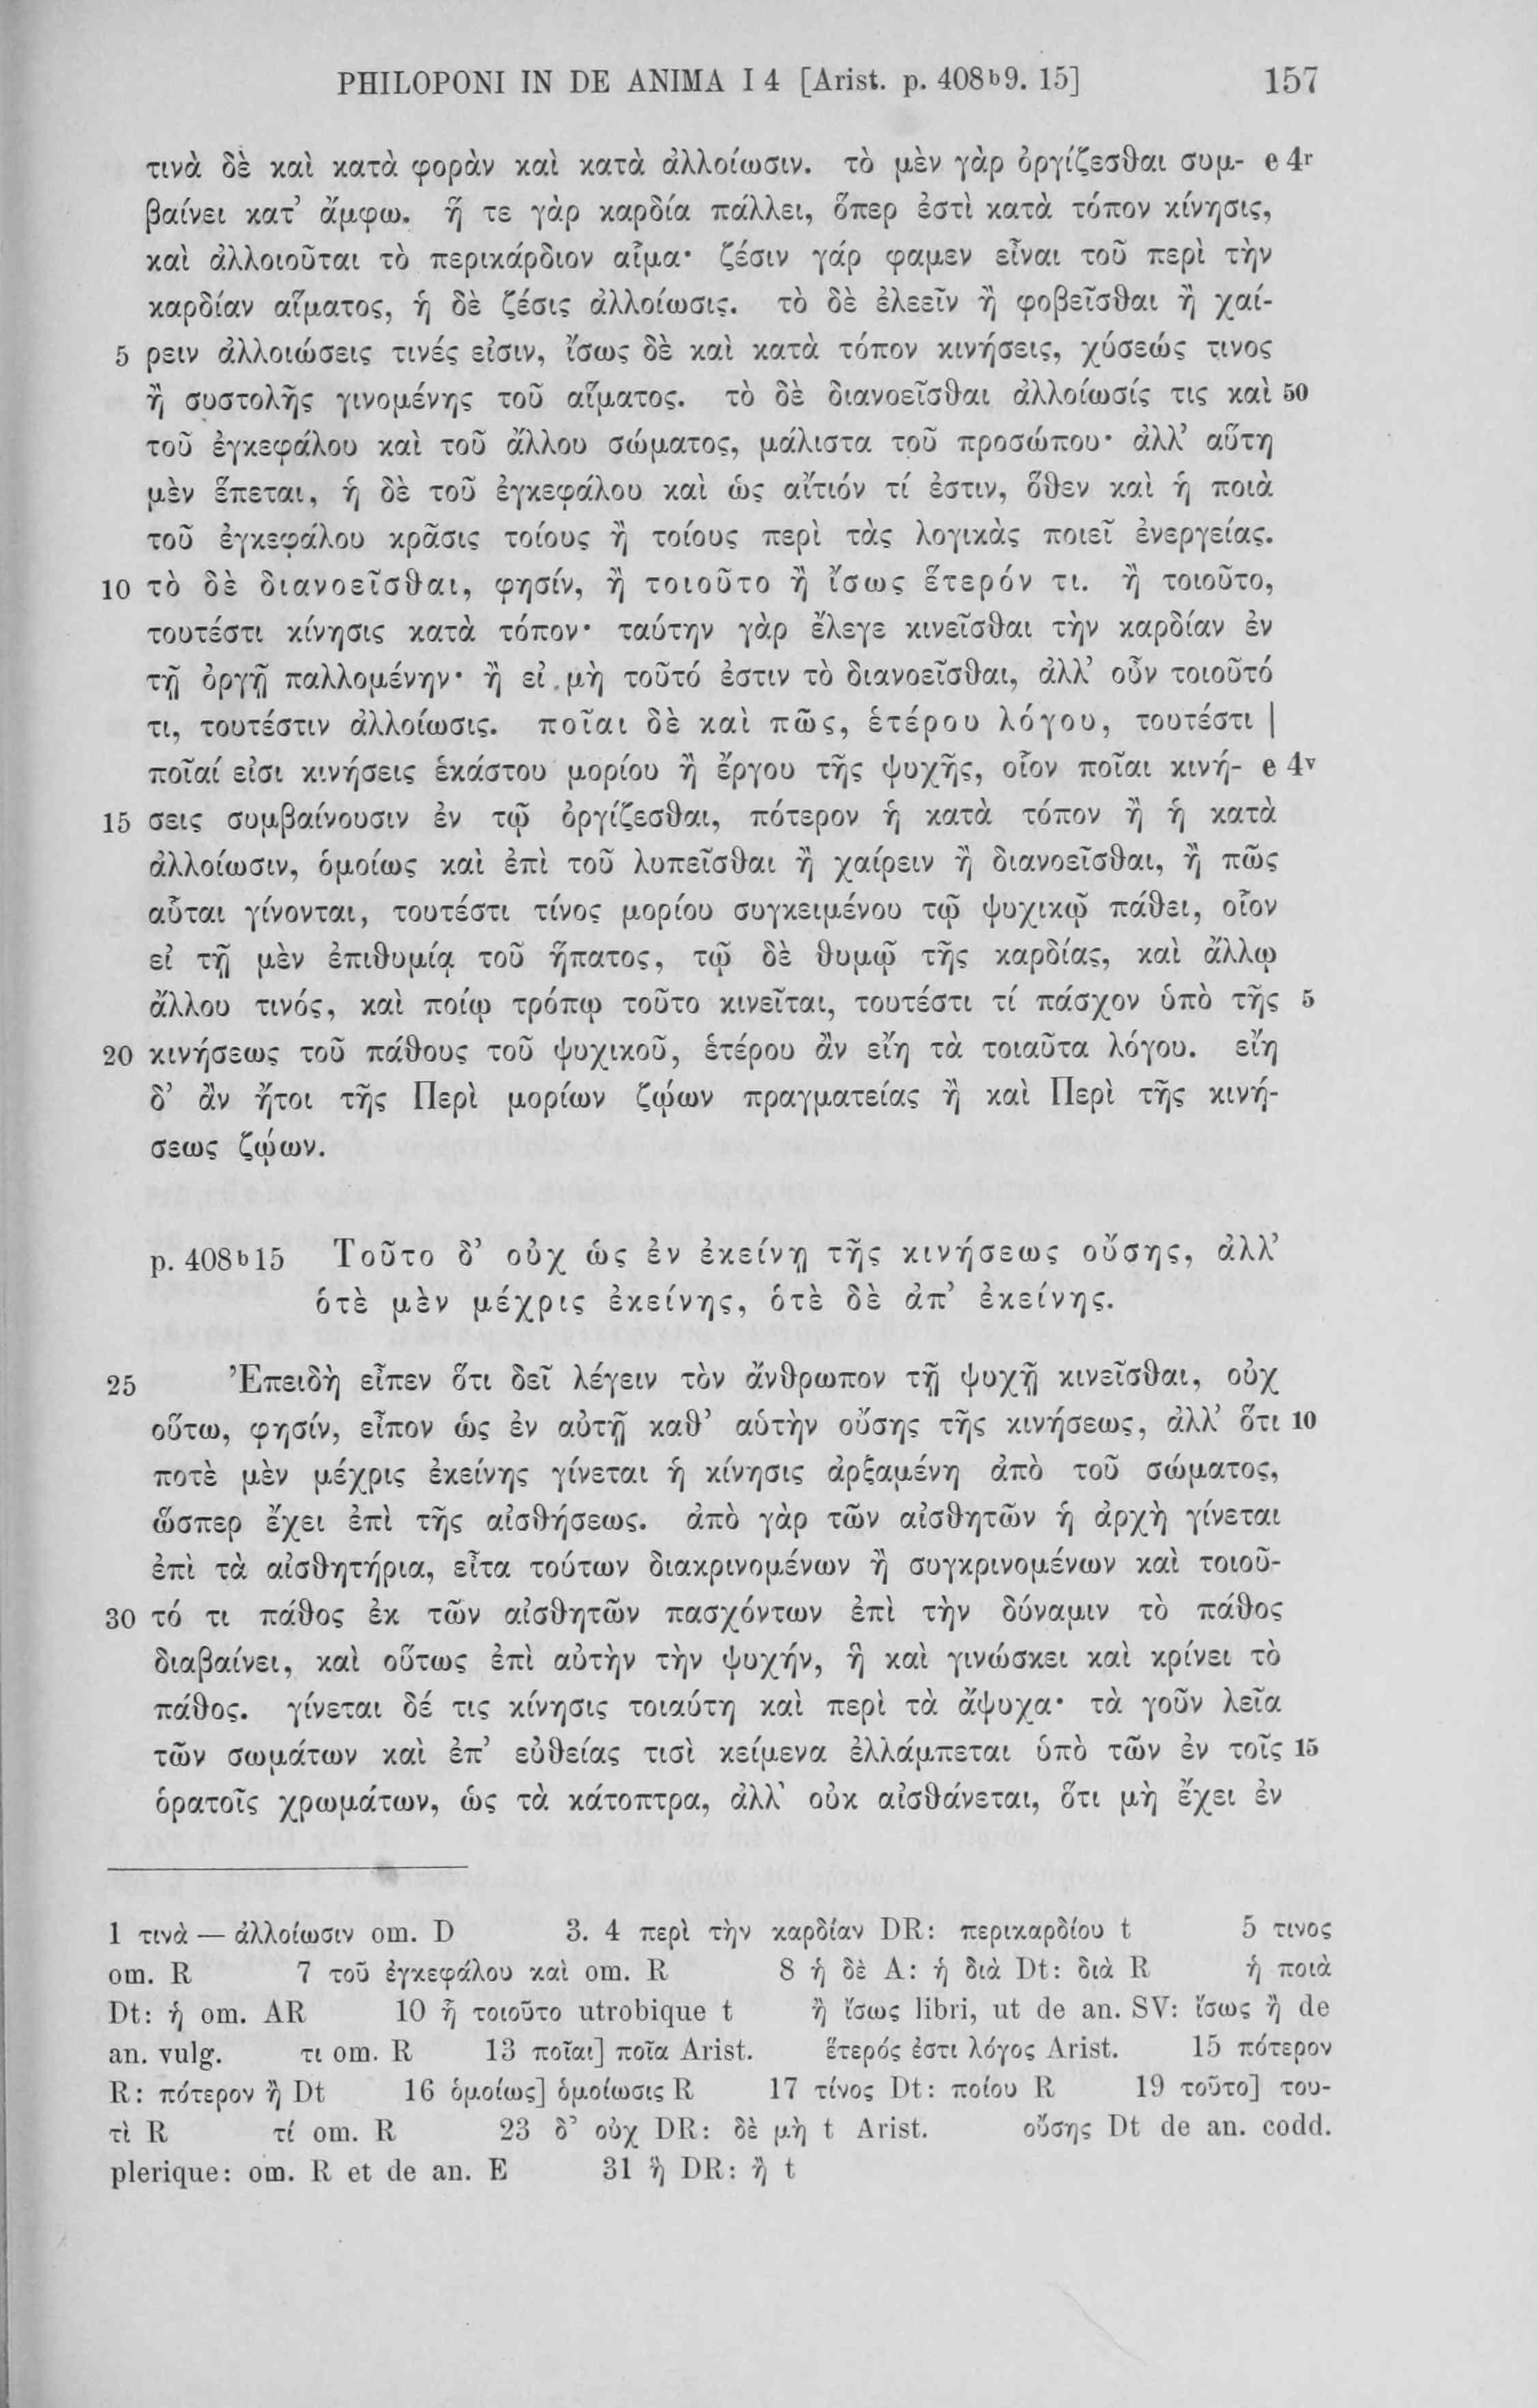 PHILOPONI IN DE ANIMA I 4 [Arist. p. 408b9. 15] 157
τινὰ δὲ καὶ κατὰ φορὰν καὶ κατὰ ἀλλοίωσιν. τὸ μὲν γὰρ ὀργίζεσθαι συμ- e 4r
βαίνει κατ’ ἄμφω. ἥ τε γὰρ καρδία πάλλει, ὅπερ ἐστὶ κατὰ τόπον κίνησις,
καὶ ἀλλοιοῦται τὸ περικάρδιον αἷμα· ζέσιν γάρ φαμεν εἶναι τοῦ περὶ τὴν
καρδίαν αἵματος, ἡ δὲ ζέσις ἀλλοίωσις. τὸ δὲ ἐλεεῖν ἢ φοβεῖσθαι ἢ χαί-
5 ρειν ἀλλοιώσεις τινές εἰσιν, ἴσως δὲ καὶ κατὰ τόπον κινήσεις, χύσεώς τινος
ἢ συστολῆς γινομένης τοῦ αἵματος. τὸ δὲ διανοεῖσθαι ἀλλοίωσίς τις καὶ 50
τοῦ ἐγκεφάλου καὶ τοῦ ἄλλου σώματος, μάλιστα τοῦ προσώπου· ἀλλ’ αὕτη
μὲν ἕπεται, ἡ δὲ τοῦ ἐγκεφάλου καὶ ὡς αἴτιόν τί ἐστιν, ὅθεν καὶ ἡ ποιὰ
τοῦ ἐγκεφάλου κρᾶσις τοίους ἢ τοίους περὶ τὰς λογικὰς ποιεῖ ἐνεργείας.
10 τὸ δὲ διανοεῖσθαι, φησίν, ἢ τοιοῦτο ἢ ἴσως ἕτερόν τι. ἢ τοιοῦτο,
τουτέστι κίνησις κατὰ τόπον· ταύτην γὰρ ἔλεγε κινεῖσθαι τὴν καρδίαν ἐν
τῇ ὀργῇ παλλομένην· ἢ εἰ μὴ τοῦτό ἐστιν τὸ διανοεῖσθαι, ἀλλ’ οὖν τοιοῦτό
τι, τουτέστιν ἀλλοίωσις. ποῖαι δὲ καὶ πῶς, ἑτέρου λόγου, τουτέστι |
ποῖαί εἰσι κινήσεις ἑκάστου μορίου ἢ ἔργου τῆς ψυχῆς, οἷον ποῖαι κινή- e 4v
15 σεις συμβαίνουσιν ἐν τῷ ὀργίζεσθαι, πότερον ἡ κατὰ τόπον ἢ ἡ κατὰ
ἀλλοίωσιν, ὁμοίως καὶ ἐπὶ τοῦ λυπεῖσθαι ἢ χαίρειν ἢ διανοεῖσθαι, ἢ πῶς
αὗται γίνονται, τουτέστι τίνος μορίου συγκειμένου τῷ ψυχικῷ πάθει, οἷον
εἰ τῇ μὲν ἐπιθυμίᾳ τοῦ ἥπατος, τῷ δὲ θυμῷ τῆς καρδίας, καὶ ἄλλῳ
ἄλλου τινός, καὶ ποίῳ τρόπῳ τοῦτο κινεῖται, τουτέστι τί πάσχον ὑπὸ τῆς 5
20 κινήσεως τοῦ πάθους τοῦ ψυχικοῦ, ἑτέρου ἂν εἴη τὰ τοιαῦτα λόγου. εἴη
δ’ ἂν ἤτοι τῆς Περὶ μορίων ζῴων πραγματείας ἢ καὶ Περὶ τῆς κινή-
σεως ζῴων.
p. 408b15 Τοῦτο δ’ οὐχ ὡς ἐν ἐκείνῃ τῆς κινήσεως οὔσης, ἀλλ’
ὁτὲ μὲν μέχρις ἐκείνης, ὁτὲ δὲ ἀπ’ ἐκείνης.
25 Ἐπειδὴ εἶπεν ὅτι δεῖ λέγειν τὸν ἄνθρωπον τῇ ψυχῇ κινεῖσθαι, οὐχ
οὕτω, φησίν, εἶπον ὡς ἐν αὐτῇ καθ’ αὑτὴν οὔσης τῆς κινήσεως, ἀλλ’ ὅτι 10
ποτὲ μὲν μέχρις ἐκείνης γίνεται ἡ κίνησις ἀρξαμένη ἀπὸ τοῦ σώματος,
ὥσπερ ἔχει ἐπὶ τῆς αἰσθήσεως. ἀπὸ γὰρ τῶν αἰσθητῶν ἡ ἀρχὴ γίνεται
ἐπὶ τὰ αἰσθητήρια, εἶτα τούτων διακρινομένων ἢ συγκρινομένων καὶ τοιοῦ-
30 τό τι πάθος ἐκ τῶν αἰσθητῶν πασχόντων ἐπὶ τὴν δύναμιν τὸ πάθος
διαβαίνει, καὶ οὕτως ἐπὶ αὐτὴν τὴν ψυχήν, ἣ καὶ γινώσκει καὶ κρίνει τὸ
πάθος. γίνεται δέ τις κίνησις τοιαύτη καὶ περὶ τὰ ἄψυχα· τὰ γοῦν λεῖα
τῶν σωμάτων καὶ ἐπ’ εὐθείας τισὶ κείμενα ἐλλάμπεται ὑπὸ τῶν ἐν τοῖς 15
ὁρατοῖς χρωμάτων, ὡς τὰ κάτοπτρα, ἀλλ’ οὐκ αἰσθάνεται, ὅτι μὴ ἔχει ἐν
1 τινὰ — ἀλλοίωσιν om. D 3. 4 περὶ τὴν καρδίαν DR: περικαρδίου t 5 τινος
om. R 7 τοῦ ἐγκεφάλου καὶ om. R 8 ἡ δὲ A: ἡ διὰ Dt: διὰ R ἡ ποιὰ
Dt: ἡ om. AR 10 ἦ τοιοῦτο utrobique t ἢ ἴσως libri, ut de an. SV: ἴσως ἢ de
an. vulg. τι om. R 13 ποῖαι] ποῖα Arist. ἕτερός ἐστι λόγος Arist. 15 πότερον
R: πότερον ἢ Dt 16 ὁμοίως] ὁμοίωσις R 17 τίνος Dt: ποίου R 19 τοῦτο] του-
τὶ R τί om. R 23 δ’ οὐχ DR: δὲ μὴ t Arist. οὔσης Dt de an. codd.
plerique: om. R et de an. E 31 ἣ DR: ἢ t